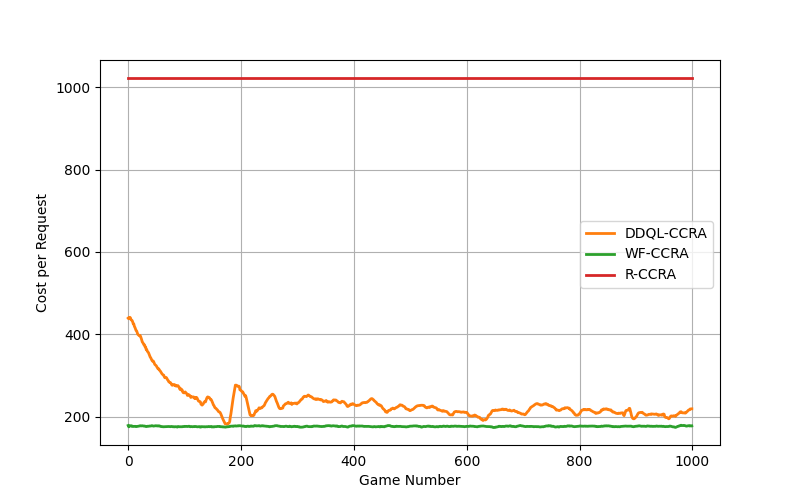 1000
800
600
400
200
Cost per Request
DDQL-CCRA
WF-CCRA
R-CCRA
0 200 400 600 800 1000
Game Number